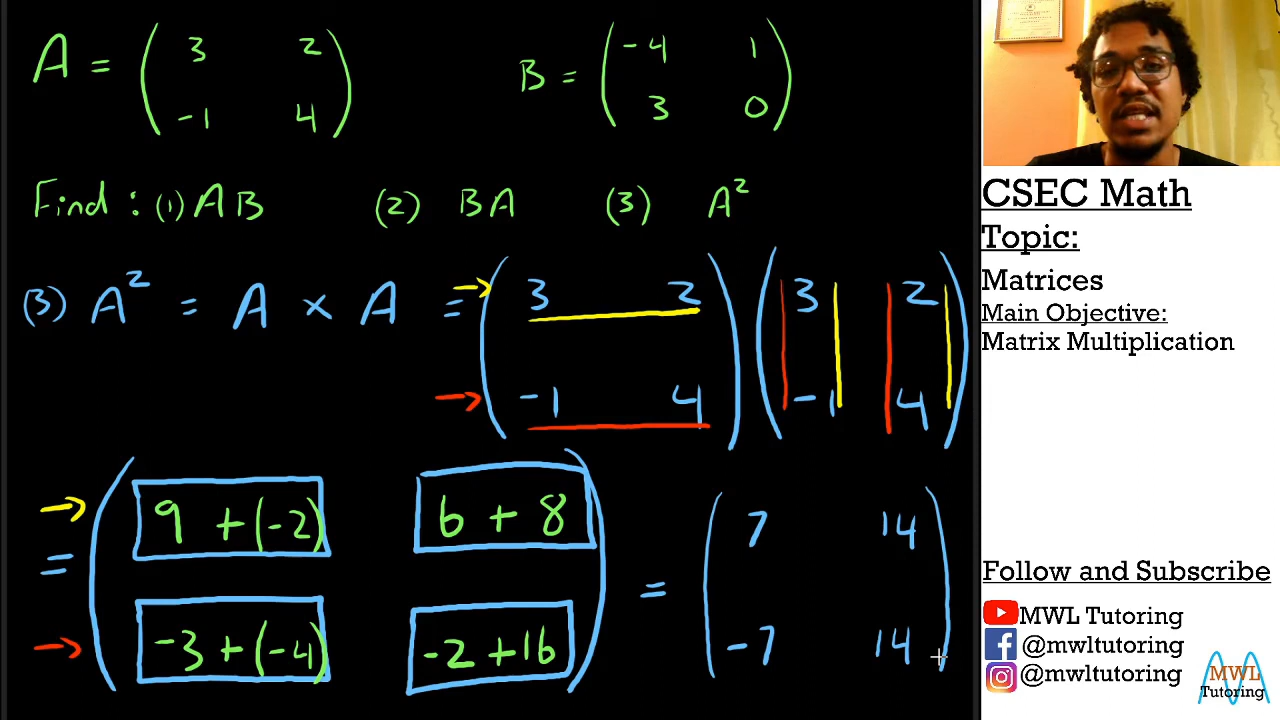 A = ( 3 2 B = ( -4 1
-1 4 ) 3 0 )
Find : (1) AB (2) BA (3) A²
(3) A² = A × A = → ( 3 2 ) ( 3 2 )
→ -1 4 -1 4
→ ( 9 + (-2) 6 + 8 ) ( 7 14 )
= =
→ -3 + (-4) -2 + 16 -7 14
CSEC Math
Topic:
Matrices
Main Objective:
Matrix Multiplication
Follow and Subscribe
MWL Tutoring
@mwltutoring
@mwltutoring
MWL
Tutoring